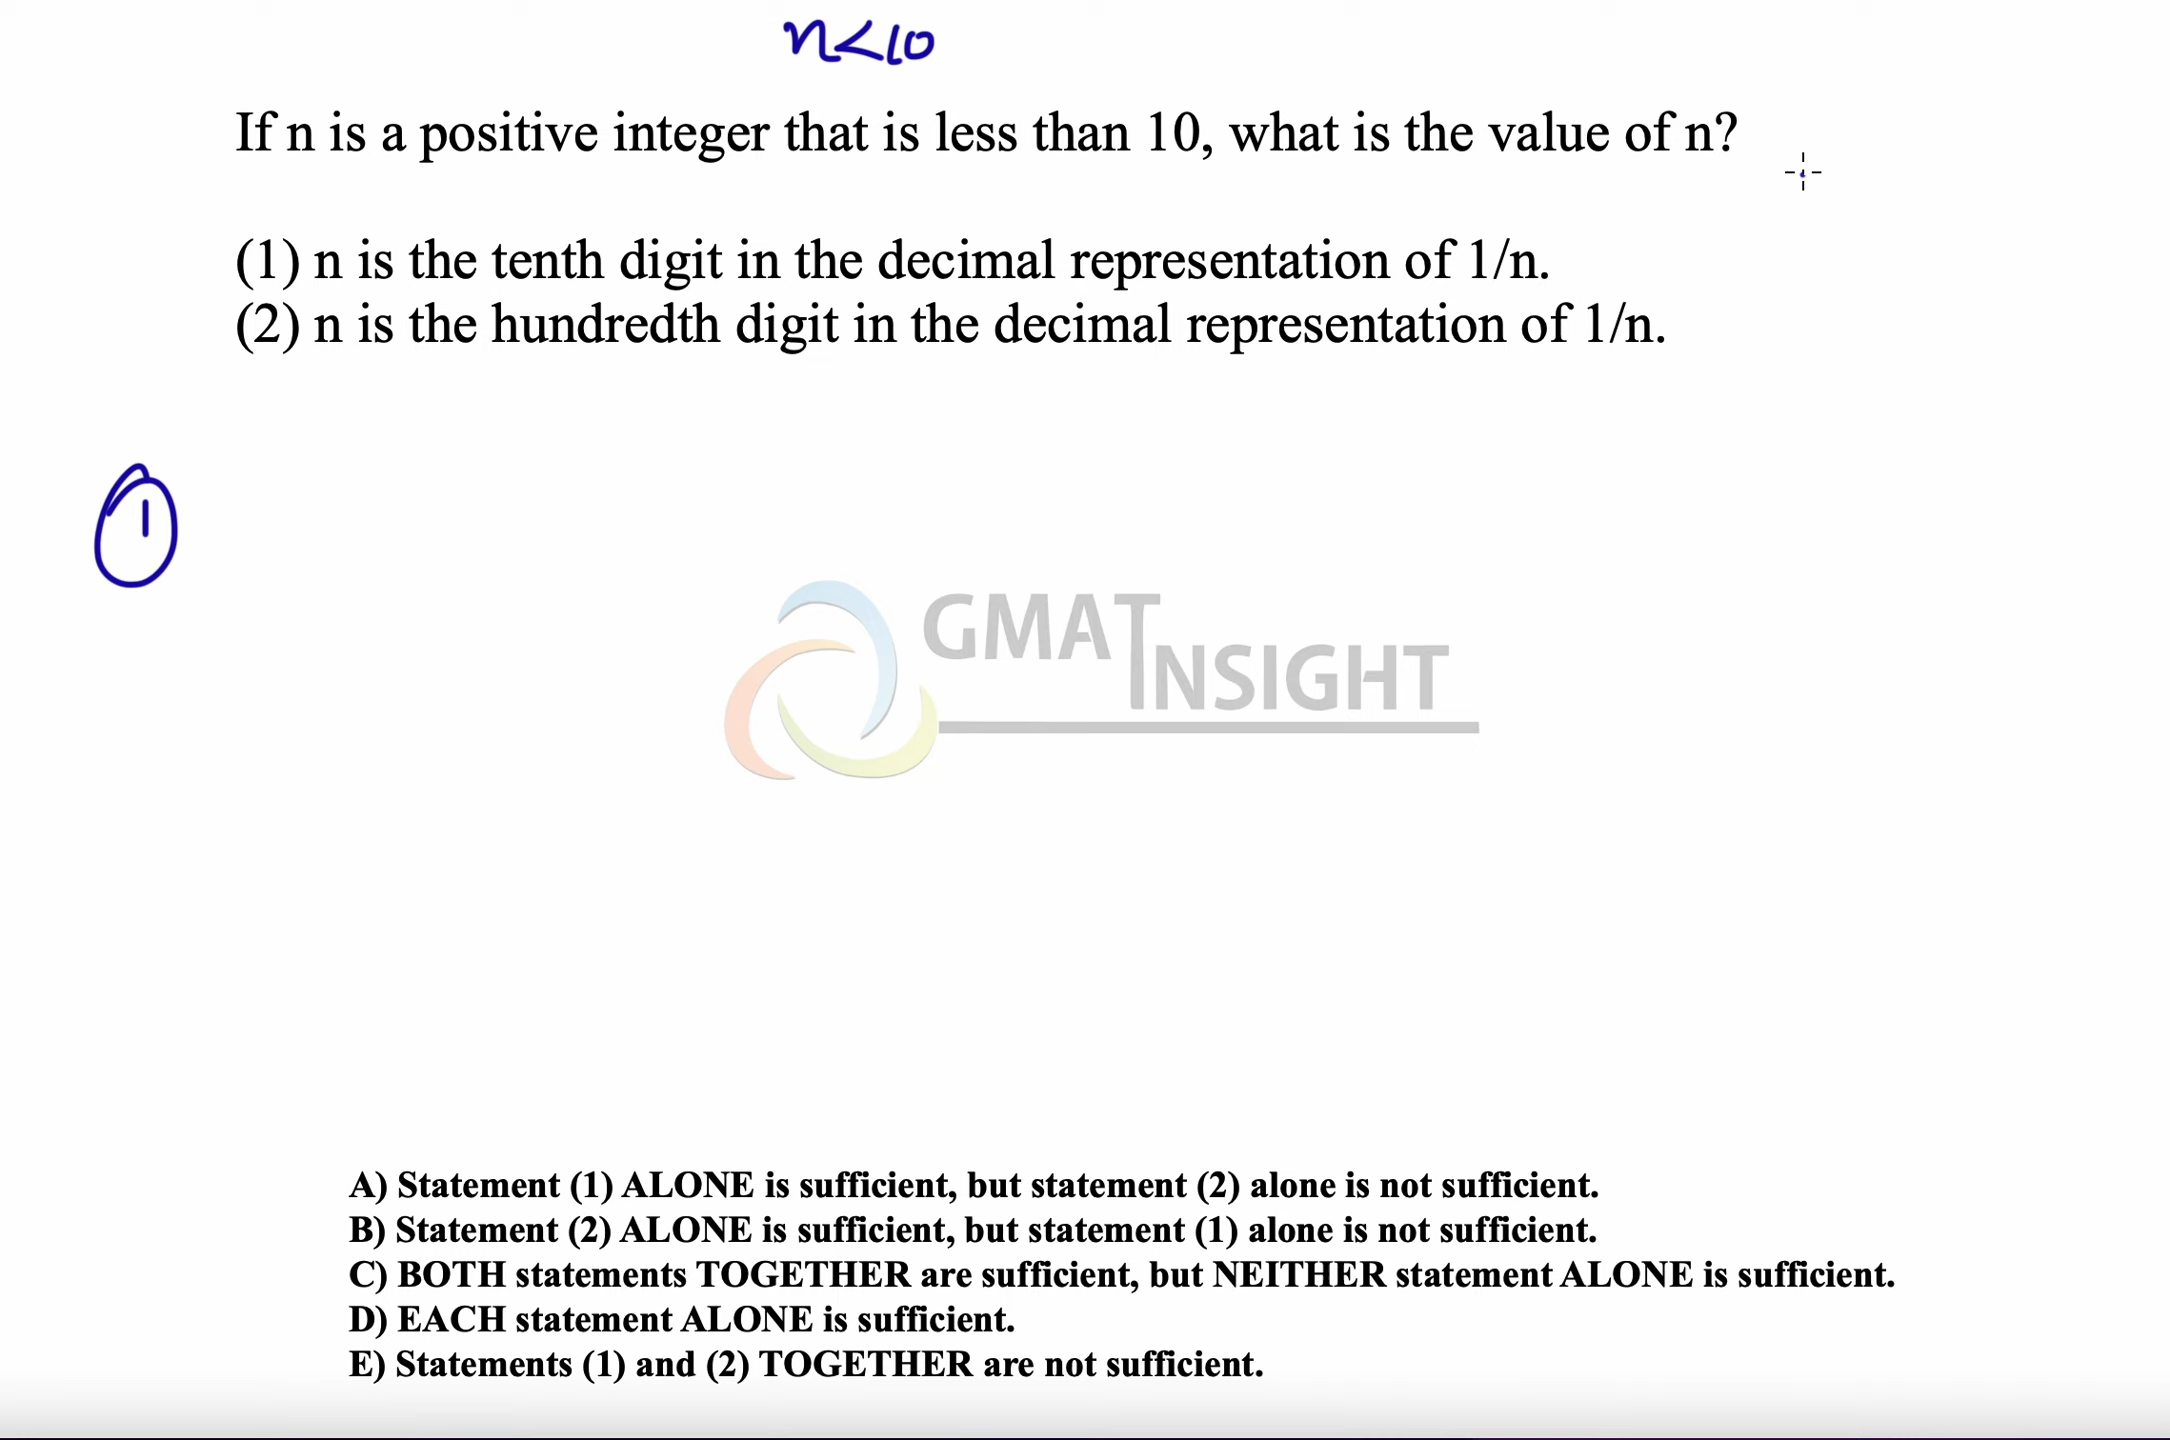 n<10
If n is a positive integer that is less than 10, what is the value of n?
(1) n is the tenth digit in the decimal representation of 1/n.
(2) n is the hundredth digit in the decimal representation of 1/n.
1
GMATINSIGHT
A) Statement (1) ALONE is sufficient, but statement (2) alone is not sufficient.
B) Statement (2) ALONE is sufficient, but statement (1) alone is not sufficient.
C) BOTH statements TOGETHER are sufficient, but NEITHER statement ALONE is sufficient.
D) EACH statement ALONE is sufficient.
E) Statements (1) and (2) TOGETHER are not sufficient.